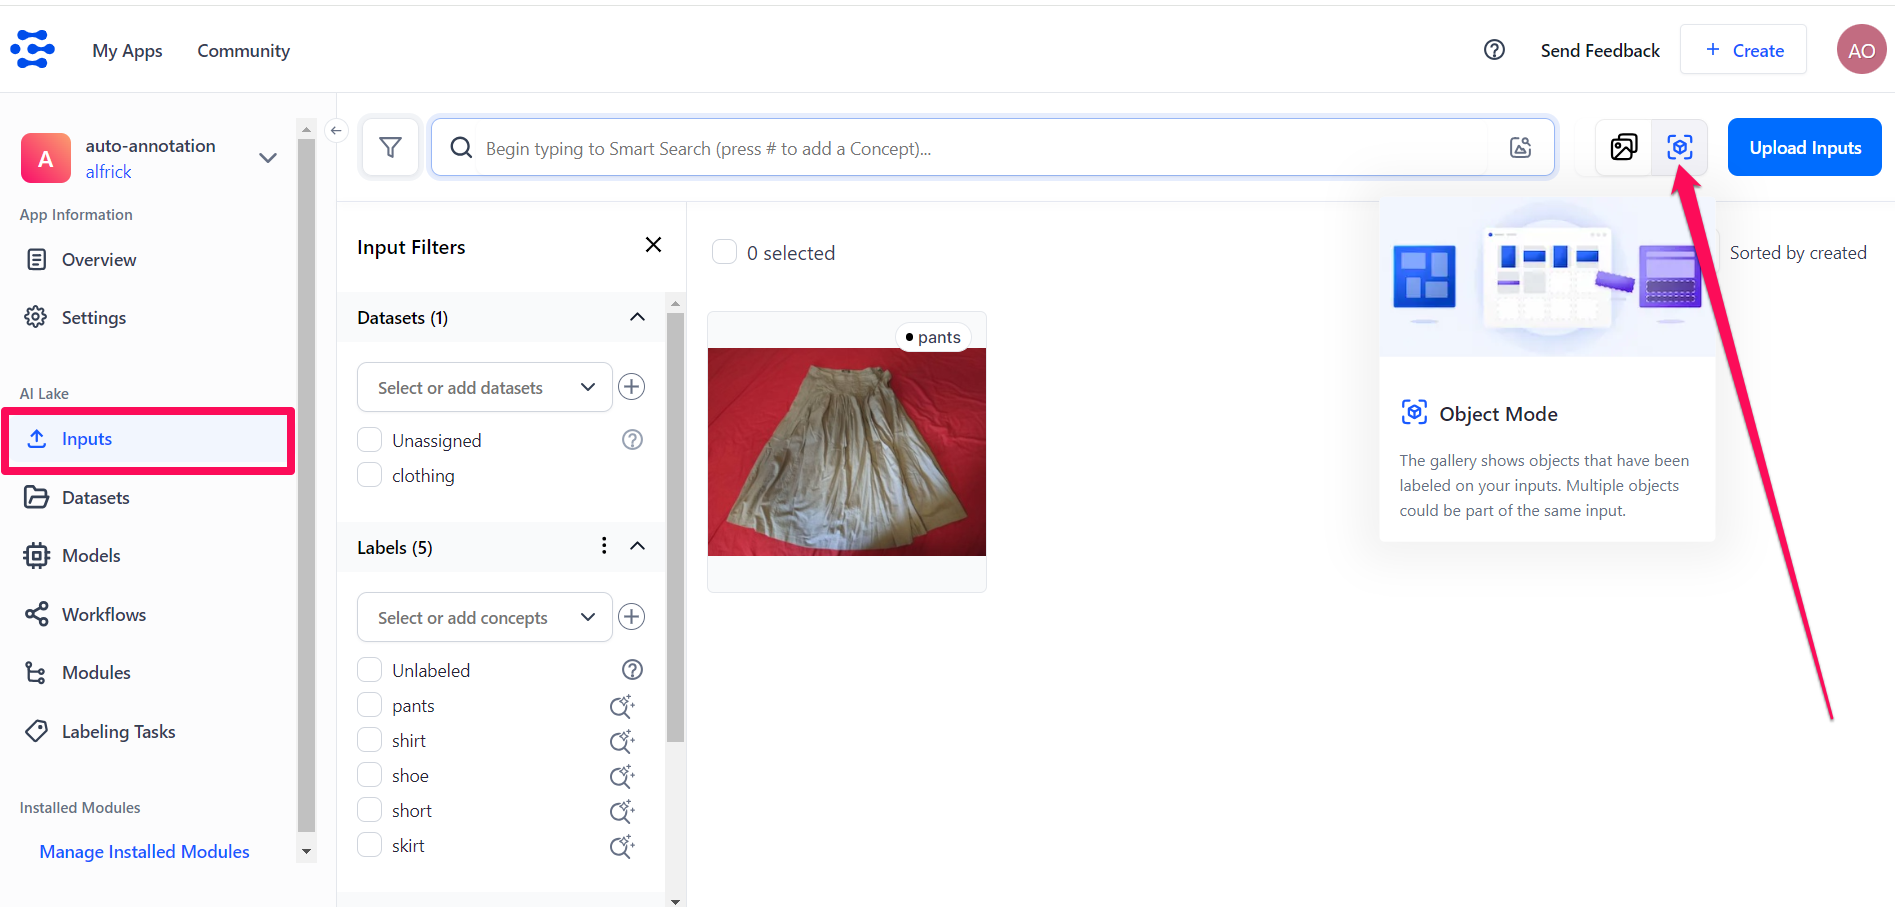 My Apps
Community
Send Feedback
+ Create
AO
A
auto-annotation
alfrick
App Information
Overview
Settings
AI Lake
Inputs
Datasets
Models
Workflows
Modules
Labeling Tasks
Installed Modules
Manage Installed Modules
Begin typing to Smart Search (press # to add a Concept)...
Upload Inputs
Input Filters
Datasets (1)
Select or add datasets
Unassigned
clothing
Labels (5)
Select or add concepts
Unlabeled
pants
shirt
shoe
short
skirt
0 selected
Sorted by created
pants
Object Mode
The gallery shows objects that have been
labeled on your inputs. Multiple objects
could be part of the same input.